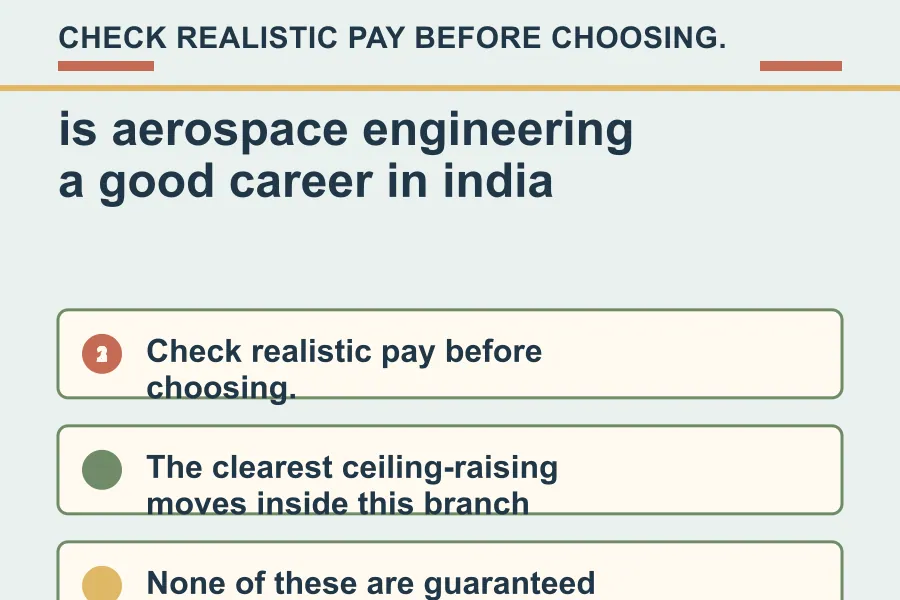 CHECK REALISTIC PAY BEFORE CHOOSING.
is aerospace engineering
a good career in india
Check realistic pay before
choosing.
The clearest ceiling-raising
moves inside this branch
None of these are guaranteed